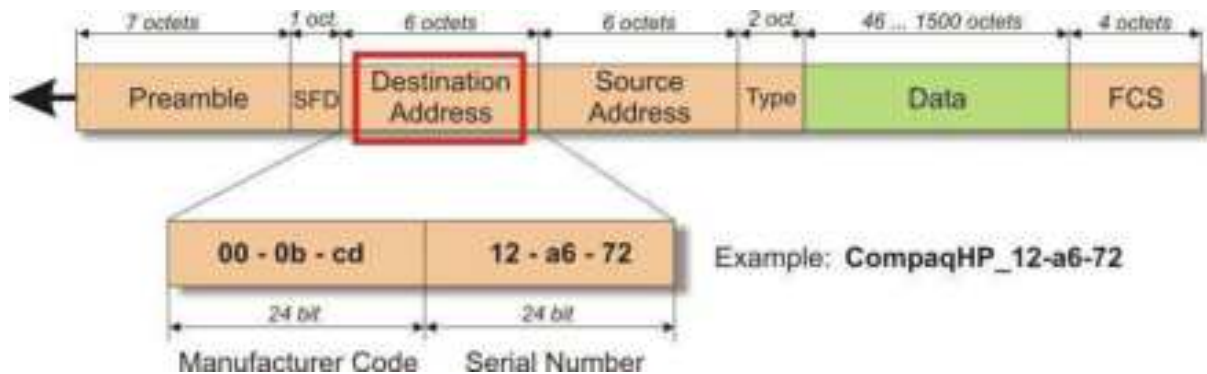 7 octets 1 oct. 6 octets 6 octets 2 oct. 46 ... 1500 octets 4 octets
Preamble SFD Destination Address Source Address Type Data FCS
00 - 0b - cd 12 - a6 - 72 Example: CompaqHP_12-a6-72
24 bit 24 bit
Manufacturer Code Serial Number